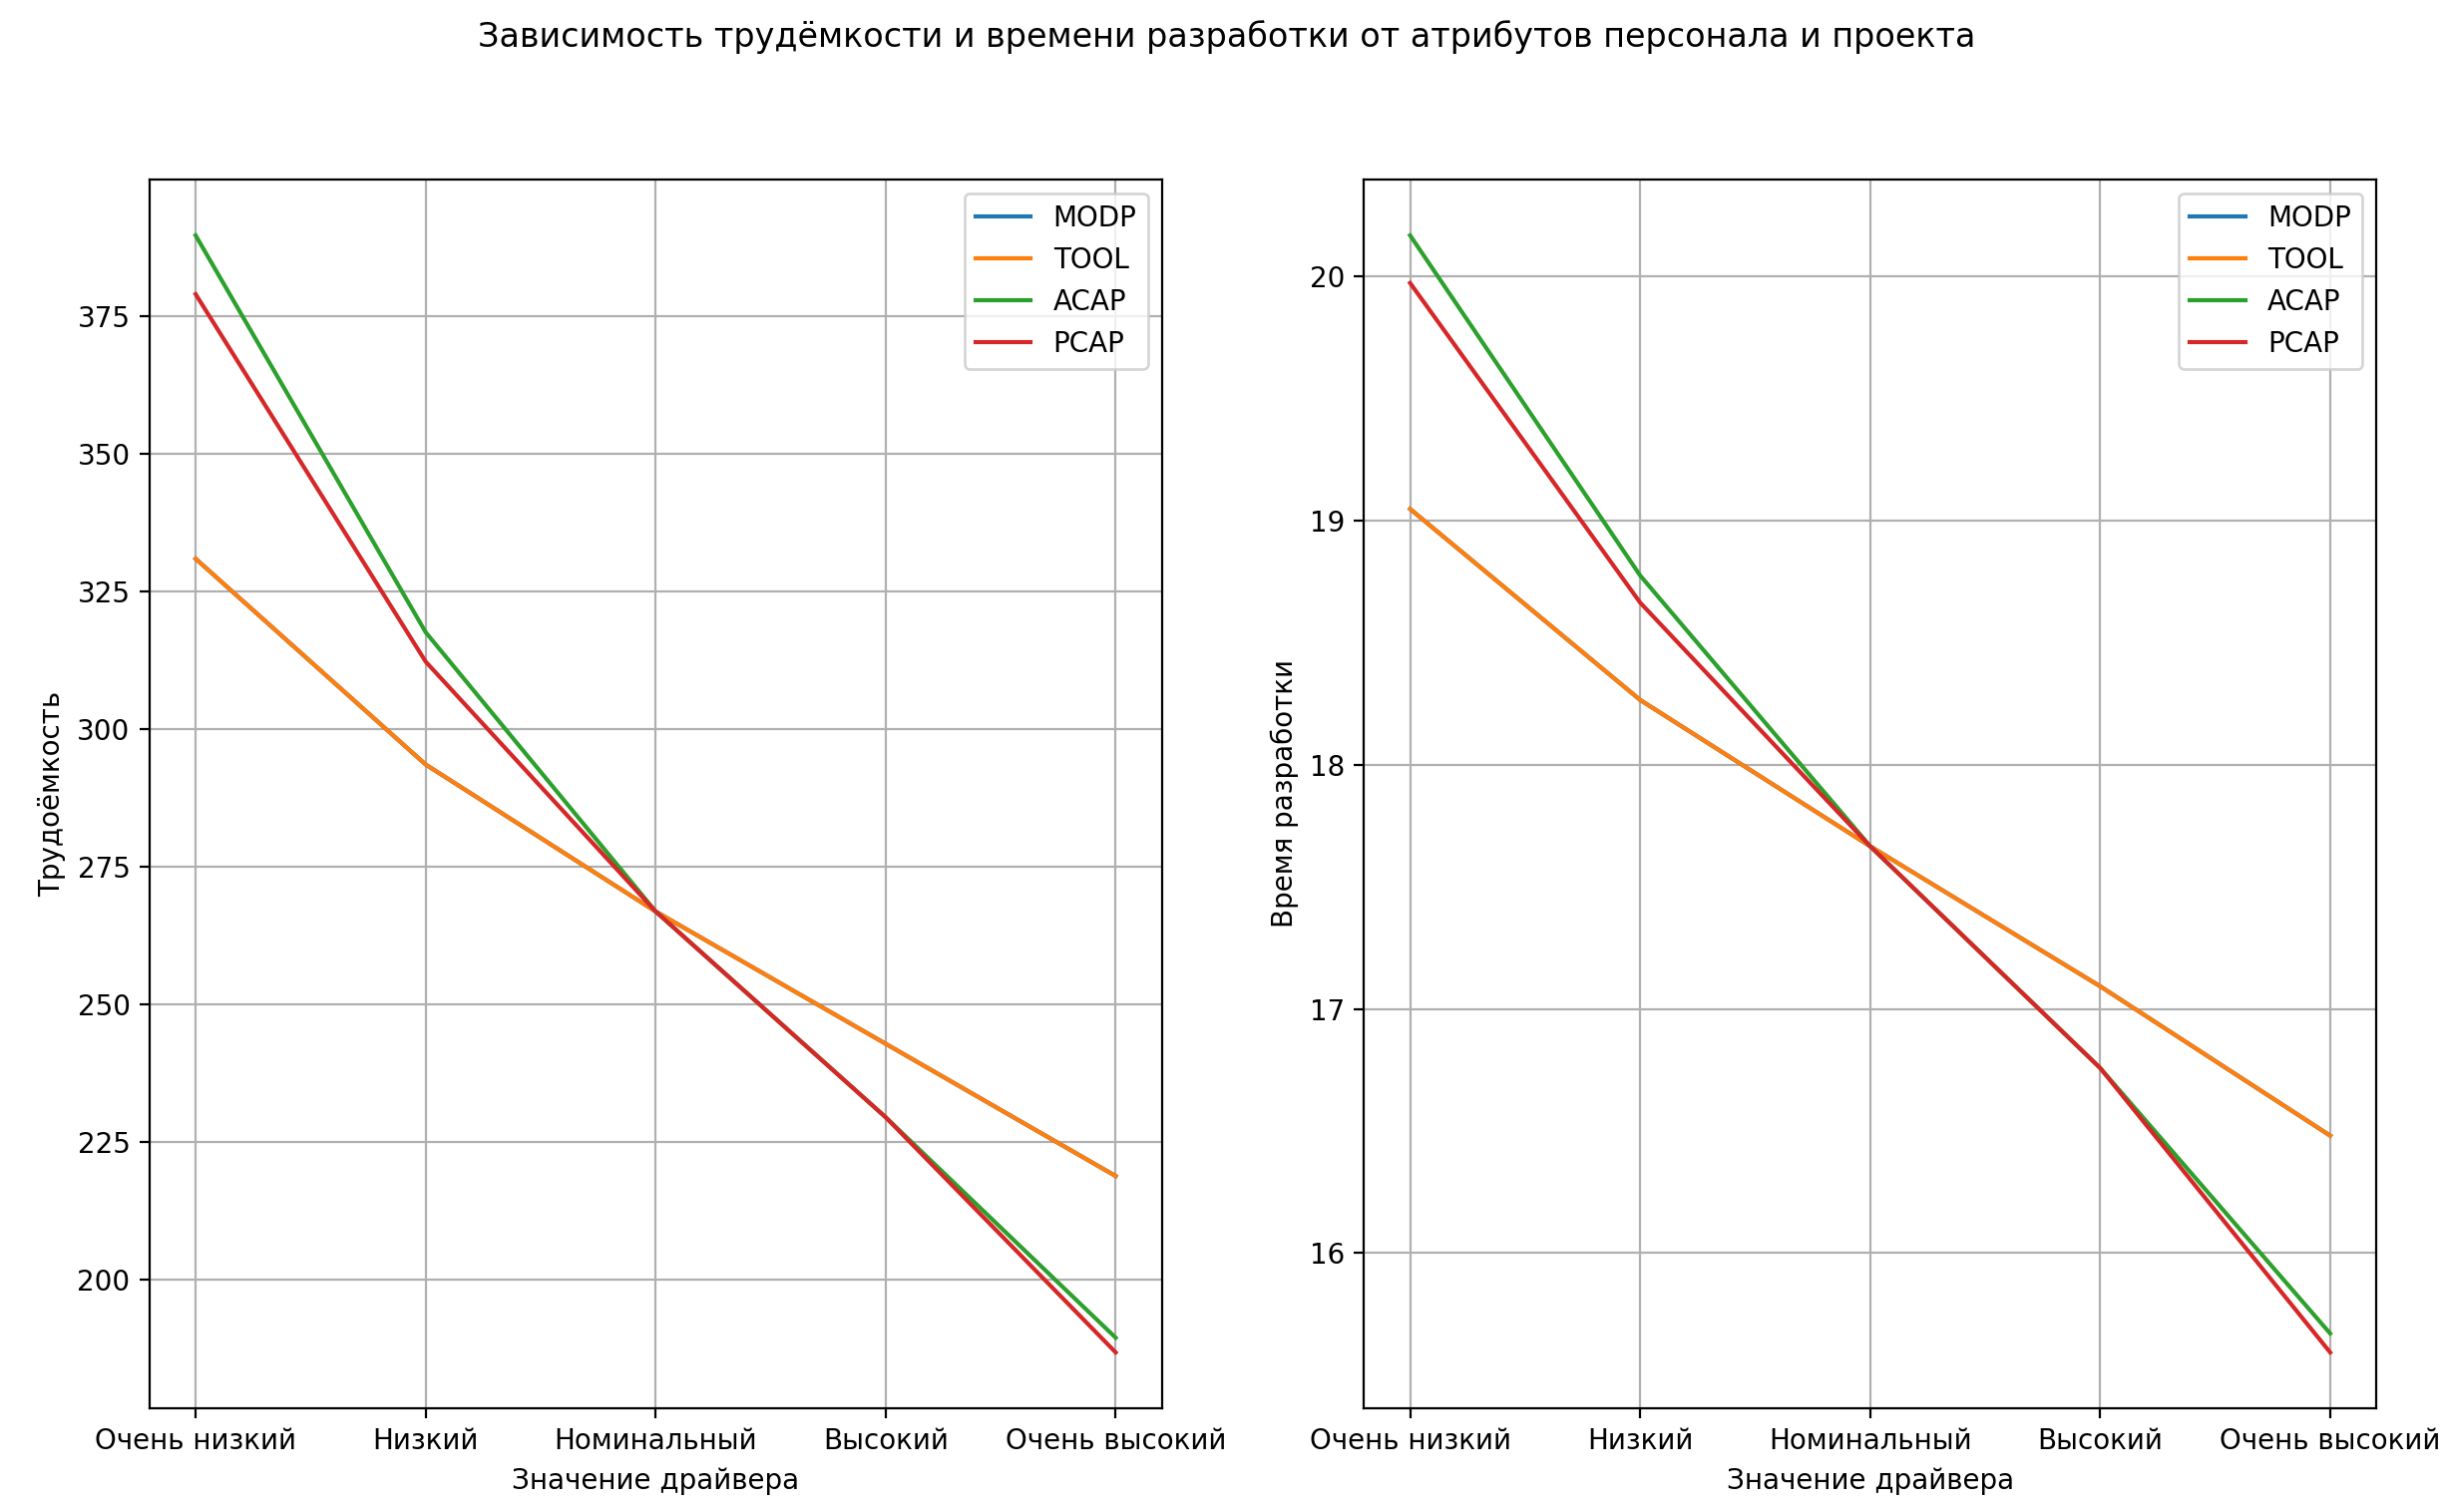 Зависимость трудёмкости и времени разработки от атрибутов персонала и проекта
MODP
TOOL
ACAP
PCAP
375
350
325
300
275
250
225
200
Трудоёмкость
Очень низкий Низкий Номинальный Высокий Очень высокий
Значение драйвера
MODP
TOOL
ACAP
PCAP
20
19
18
17
16
Время разработки
Очень низкий Низкий Номинальный Высокий Очень высокий
Значение драйвера